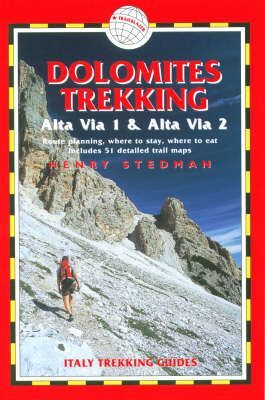 TRAILBLAZER
DOLOMITES
TREKKING
Alta Via 1 & Alta Via 2
Route planning, where to stay, where to eat
includes 51 detailed trail maps
HENRY STEDMAN
ITALY TREKKING GUIDES